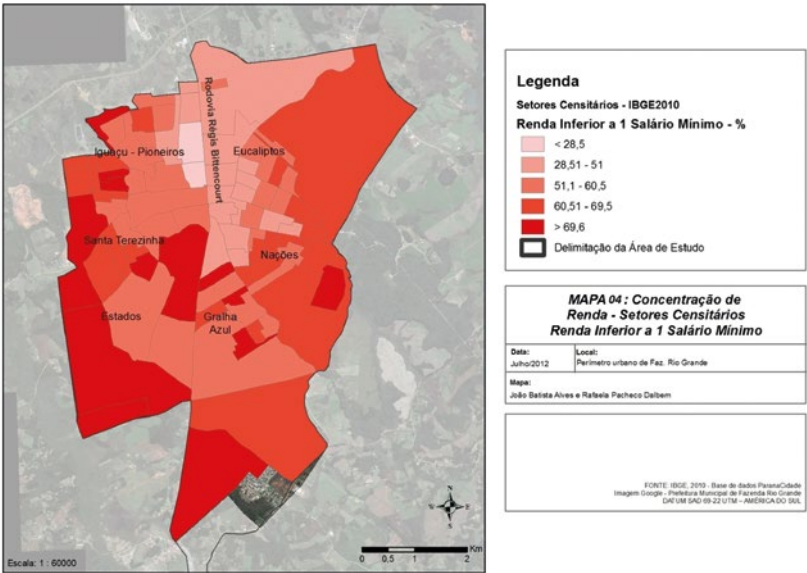 Rodovia Régis Bittencourt
Iguaçu - Pioneiros
Eucaliptos
Santa Terezinha
Nações
Estados
Gralha
Azul
N
W E
S
Km
0 0,5 1 2
Escala: 1 : 60000
Legenda
Setores Censitários - IBGE2010
Renda Inferior a 1 Salário Mínimo - %
< 28,5
28,51 - 51
51,1 - 60,5
60,51 - 69,5
> 69,6
Delimitação da Área de Estudo
MAPA 04 : Concentração de
Renda - Setores Censitários
Renda Inferior a 1 Salário Mínimo
Data:
Julho/2012
Local:
Perímetro urbano de Faz. Rio Grande
Mapa:
João Batista Alves e Rafaela Pacheco Dalbem
FONTE: IBGE, 2010 - Base de dados ParanaCidade
Imagem Google - Prefeitura Municipal de Fazenda Rio Grande
DATUM SAD 69-22 UTM – AMÉRICA DO SUL